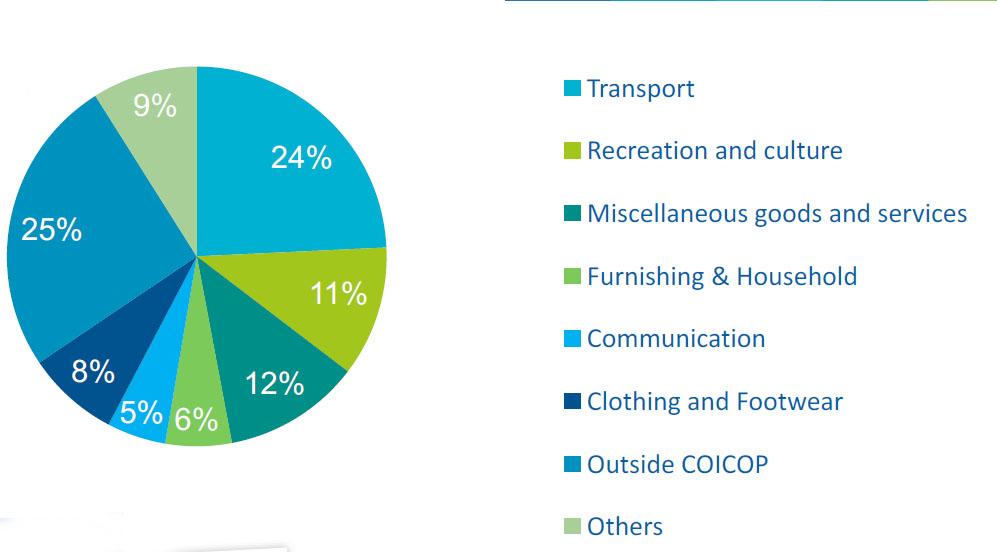 9%
24%
25%
11%
8%
12%
5%
6%
Transport
Recreation and culture
Miscellaneous goods and services
Furnishing & Household
Communication
Clothing and Footwear
Outside COICOP
Others